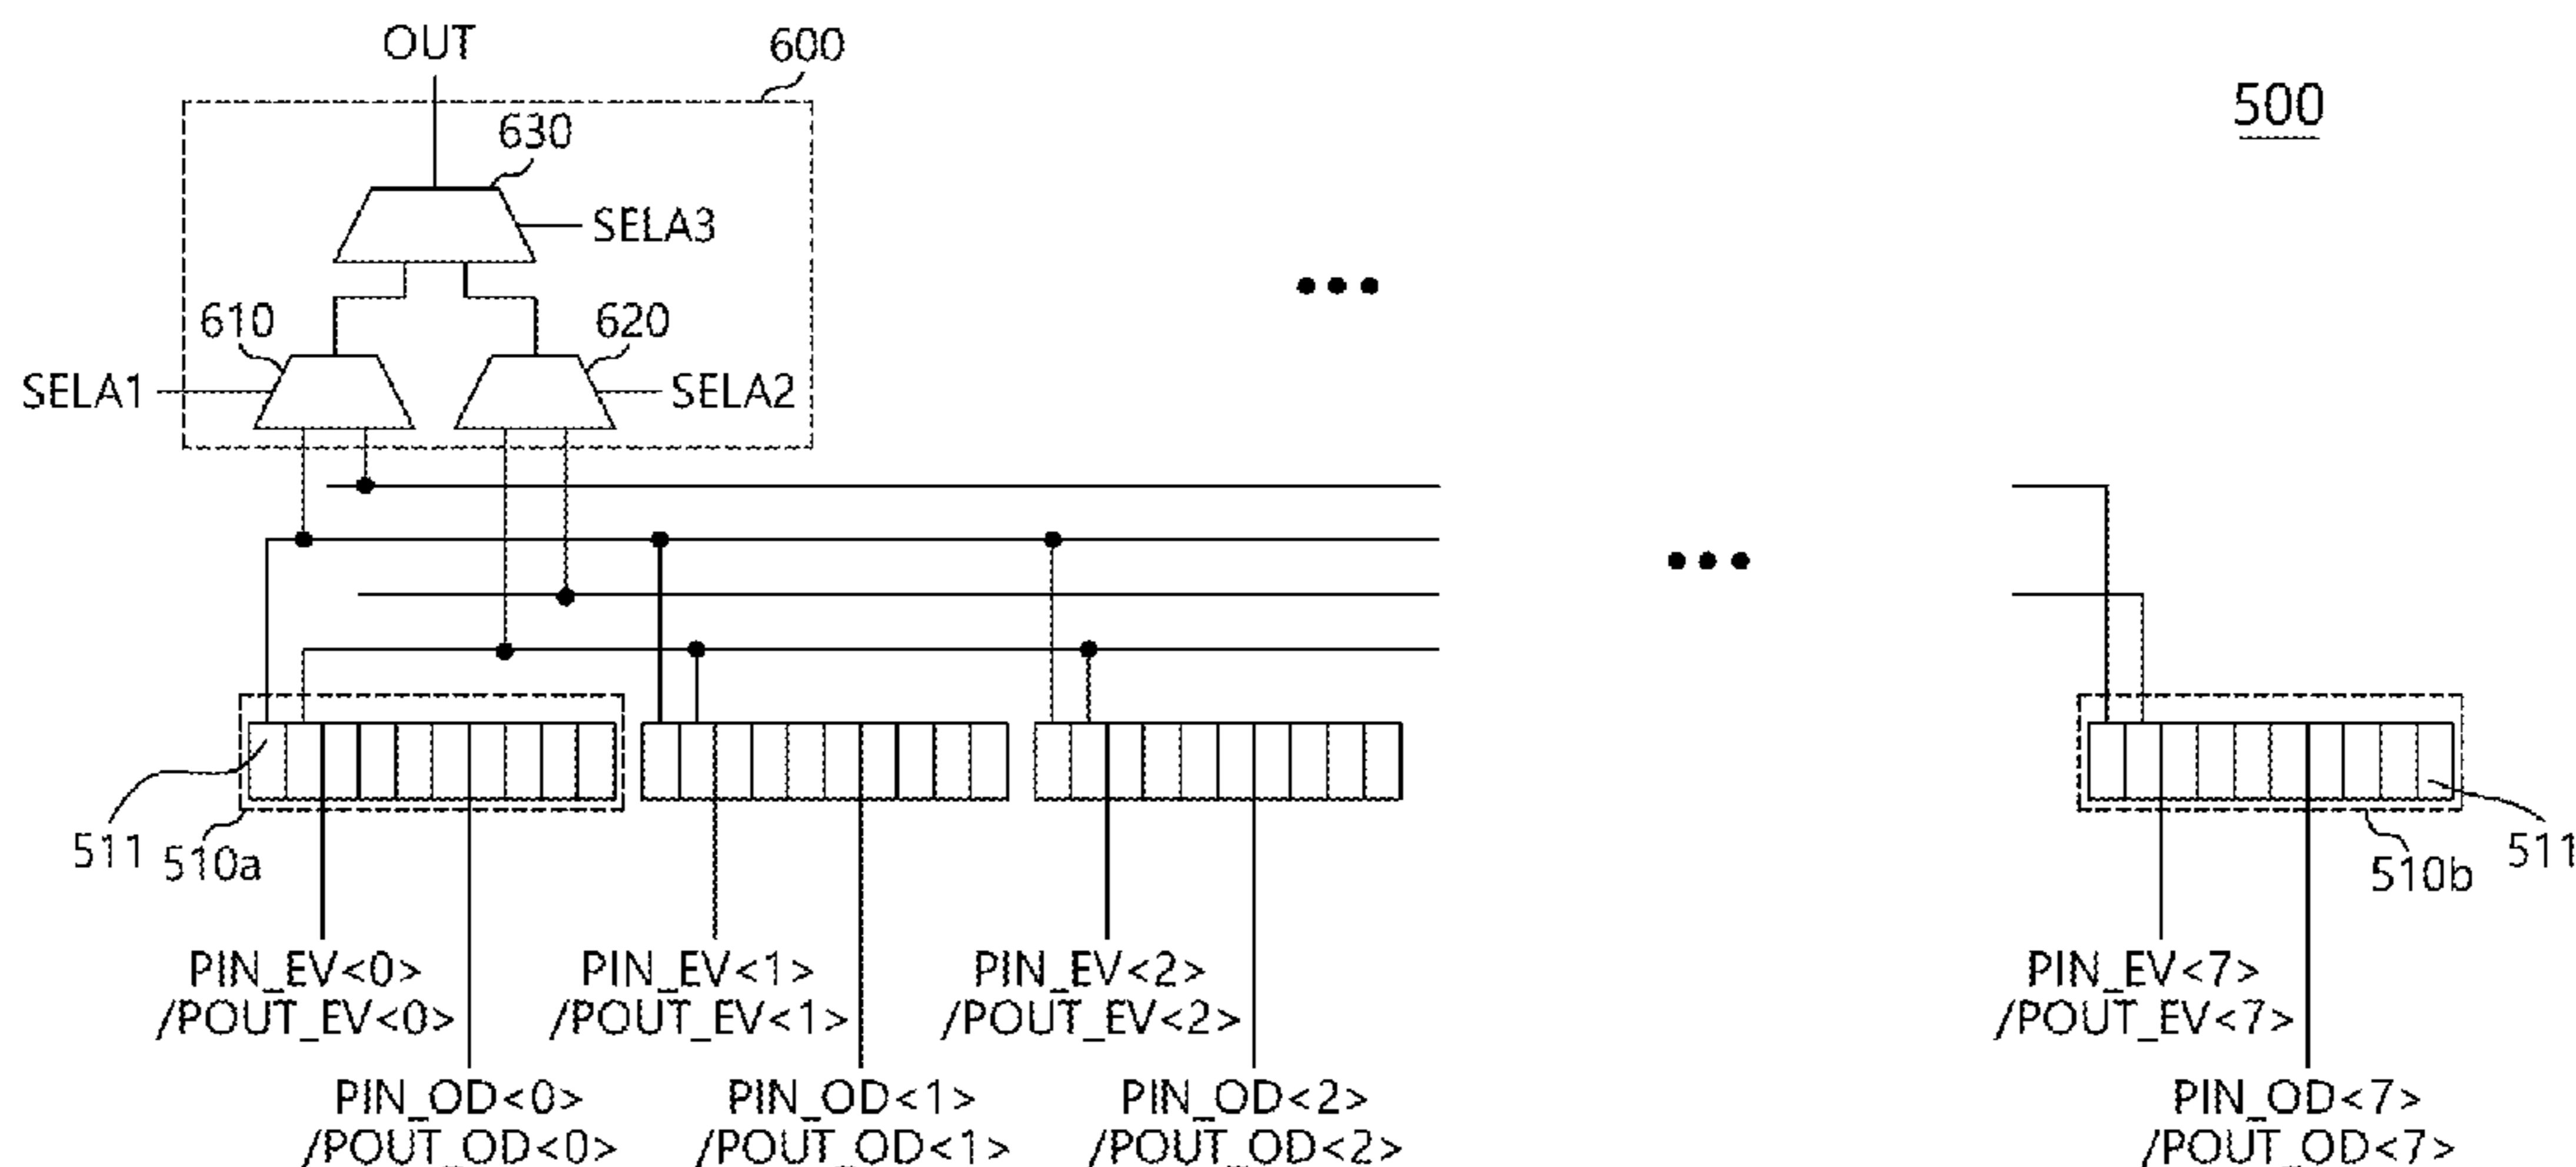 OUT
600
500
630
SELA3
610
620
SELA1
SELA2
511
510a
510b
511
PIN_EV<0>
/POUT_EV<0>
PIN_EV<1>
/POUT_EV<1>
PIN_EV<2>
/POUT_EV<2>
PIN_EV<7>
/POUT_EV<7>
PIN_OD<0>
/POUT_OD<0>
PIN_OD<1>
/POUT_OD<1>
PIN_OD<2>
/POUT_OD<2>
PIN_OD<7>
/POUT_OD<7>